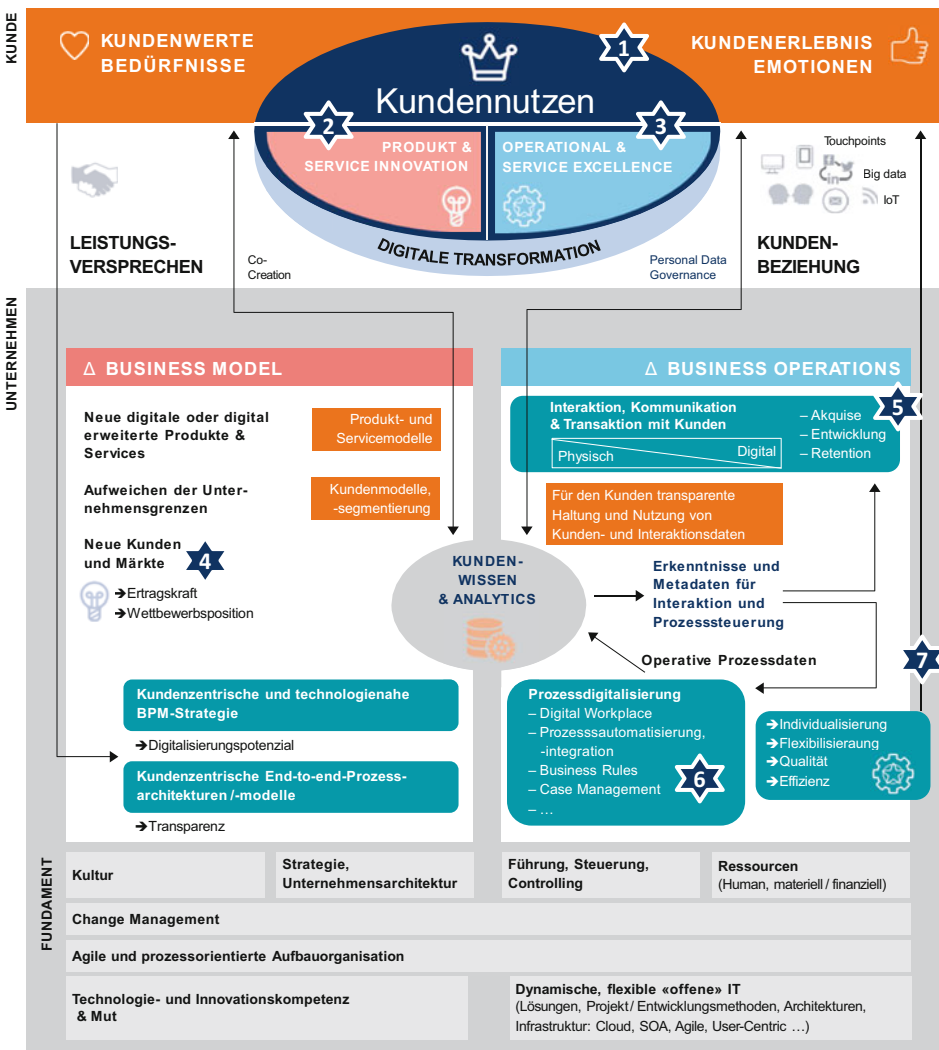 KUNDE
KUNDENWERTE
BEDÜRFNISSE
1
KUNDENERLEBNIS
EMOTIONEN
Kundennutzen
2
3
PRODUKT &
SERVICE INNOVATION
OPERATIONAL &
SERVICE EXCELLENCE
DIGITALE TRANSFORMATION
Touchpoints
Big data
IoT
LEISTUNGS-
VERSPRECHEN
Co-
Creation
Personal Data
Governance
KUNDEN-
BEZIEHUNG
UNTERNEHMEN
Δ BUSINESS MODEL
Neue digitale oder digital
erweiterte Produkte &
Services
Produkt- und
Servicemodelle
Aufweichen der Unter-
nehmensgrenzen
Kundenmodelle,
-segmentierung
Neue Kunden
und Märkte
4
➔Ertragskraft
➔Wettbewerbsposition
Kundenzentrische und technologienahe
BPM-Strategie
➔Digitalisierungspotenzial
Kundenzentrische End-to-end-Prozess-
architekturen /-modelle
➔Transparenz
KUNDEN-
WISSEN
& ANALYTICS
Δ BUSINESS OPERATIONS
Interaktion, Kommunikation
& Transaktion mit Kunden
Physisch
Digital
– Akquise
– Entwicklung
– Retention
5
Für den Kunden transparente
Haltung und Nutzung von
Kunden- und Interaktionsdaten
Erkenntnisse und
Metadaten für
Interaktion und
Prozesssteuerung
Operative Prozessdaten
7
Prozessdigitalisierung
– Digital Workplace
– Prozesssautomatisierung,
-integration
– Business Rules
– Case Management
– …
6
➔Individualisierung
➔Flexibilisieraung
➔Qualität
➔Effizienz
FUNDAMENT
Kultur
Strategie,
Unternehmensarchitektur
Führung, Steuerung,
Controlling
Ressourcen
(Human, materiell / finanziell)
Change Management
Agile und prozessorientierte Aufbauorganisation
Technologie- und Innovationskompetenz
& Mut
Dynamische, flexible «offene» IT
(Lösungen, Projekt / Entwicklungsmethoden, Architekturen,
Infrastruktur: Cloud, SOA, Agile, User-Centric …)